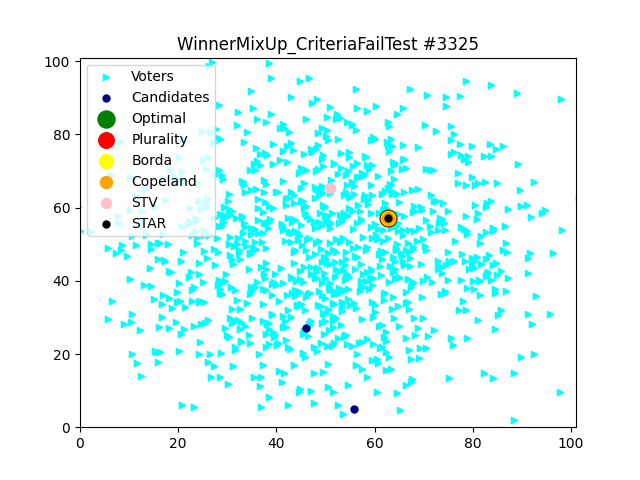 WinnerMixUp_CriteriaFailTest #3325
100
80
60
40
20
0
Voters
Candidates
Optimal
Plurality
Borda
Copeland
STV
STAR
0 20 40 60 80 100